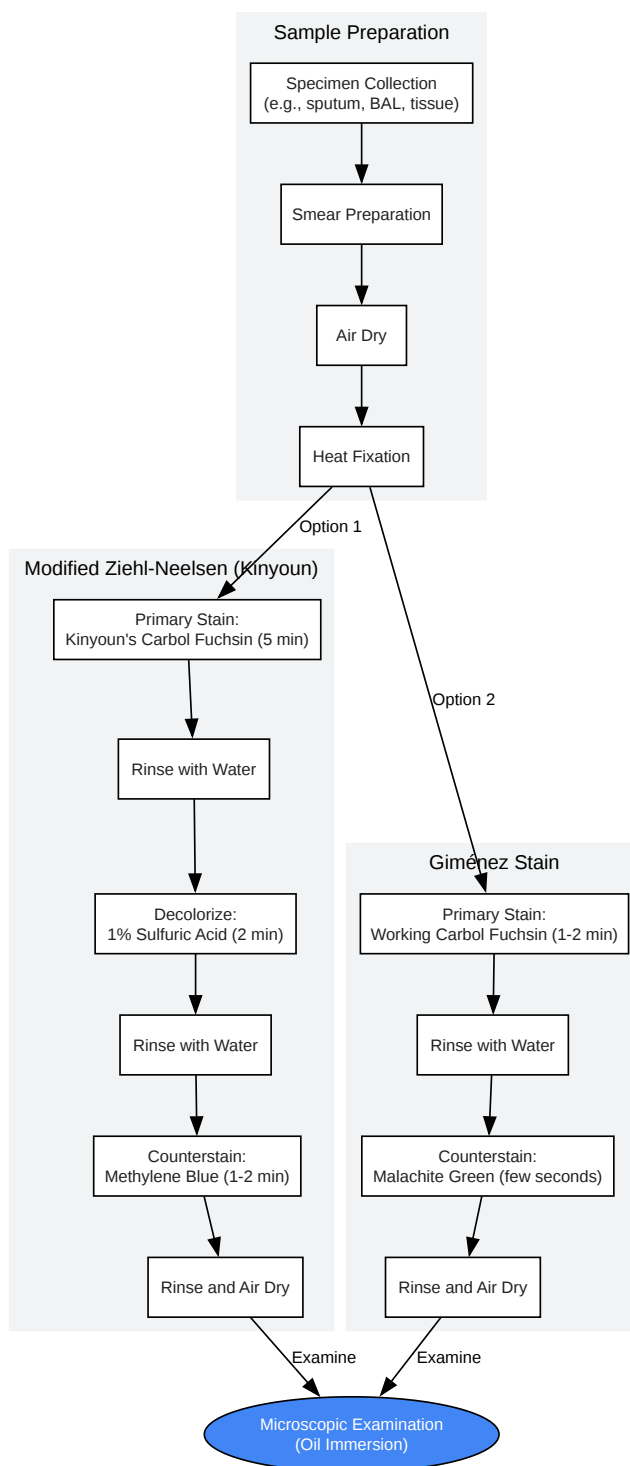 Sample Preparation
Specimen Collection
(e.g., sputum, BAL, tissue)
Smear Preparation
Air Dry
Heat Fixation
Option 1
Modified Ziehl-Neelsen (Kinyoun)
Primary Stain:
Kinyoun's Carbol Fuchsin (5 min)
Rinse with Water
Decolorize:
1% Sulfuric Acid (2 min)
Rinse with Water
Counterstain:
Methylene Blue (1-2 min)
Rinse and Air Dry
Examine
Option 2
Giménez Stain
Primary Stain:
Working Carbol Fuchsin (1-2 min)
Rinse with Water
Counterstain:
Malachite Green (few seconds)
Rinse and Air Dry
Examine
Microscopic Examination
(Oil Immersion)